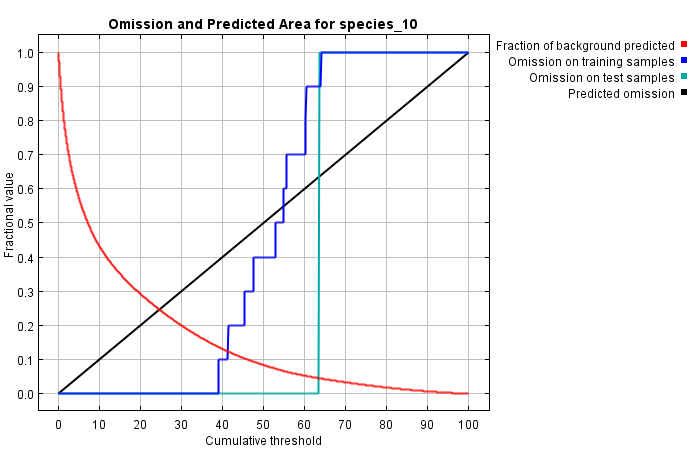 Omission and Predicted Area for species_10
Fraction of background predicted
Omission on training samples
Omission on test samples
Predicted omission
Fractional value
1.0
0.9
0.8
0.7
0.6
0.5
0.4
0.3
0.2
0.1
0.0
0 10 20 30 40 50 60 70 80 90 100
Cumulative threshold